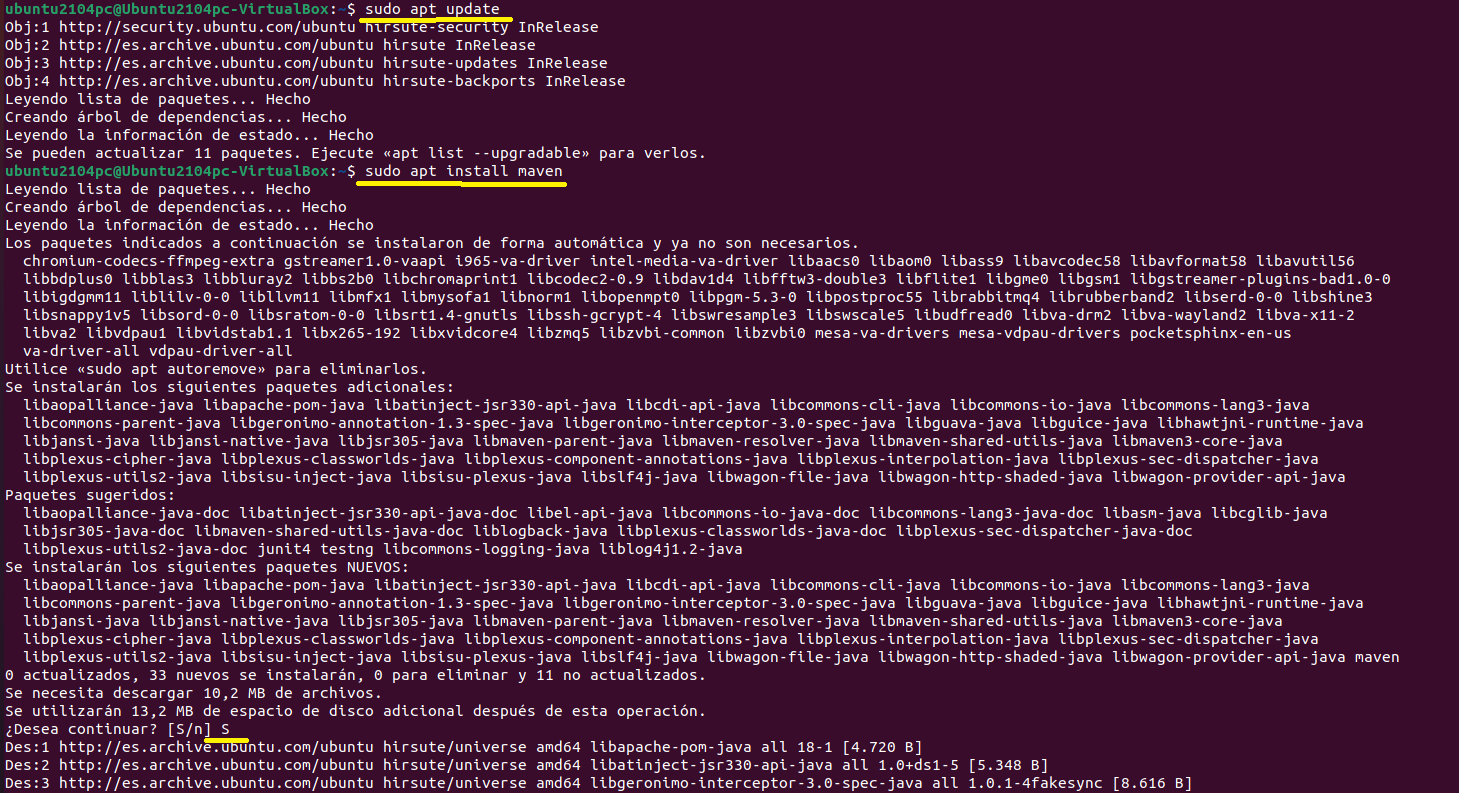 ubuntu2104pc@Ubuntu2104pc-VirtualBox:~$ sudo apt update
Obj:1 http://security.ubuntu.com/ubuntu hirsute-security InRelease
Obj:2 http://es.archive.ubuntu.com/ubuntu hirsute InRelease
Obj:3 http://es.archive.ubuntu.com/ubuntu hirsute-updates InRelease
Obj:4 http://es.archive.ubuntu.com/ubuntu hirsute-backports InRelease
Leyendo lista de paquetes... Hecho
Creando árbol de dependencias... Hecho
Leyendo la información de estado... Hecho
Se pueden actualizar 11 paquetes. Ejecute «apt list --upgradable» para verlos.
ubuntu2104pc@Ubuntu2104pc-VirtualBox:~$ sudo apt install maven
Leyendo lista de paquetes... Hecho
Creando árbol de dependencias... Hecho
Leyendo la información de estado... Hecho
Los paquetes indicados a continuación se instalaron de forma automática y ya no son necesarios.
chromium-codecs-ffmpeg-extra gstreamer1.0-vaapi i965-va-driver intel-media-va-driver libaacs0 libaom0 libass9 libavcodec58 libavformat58 libavutil56
libbdplus0 libblas3 libbluray2 libbs2b0 libchromaprint1 libcodec2-0.9 libdav1d4 libfftw3-double3 libflite1 libgme0 libgsm1 libgstreamer-plugins-bad1.0-0
libigdgmm11 liblilv-0-0 libllvm11 libmfx1 libmysofa1 libnorm1 libopenmpt0 libpgm-5.3-0 libpostproc55 librabbitmq4 librubberband2 libserd-0-0 libshine3
libsnappy1v5 libsord-0-0 libsratom-0-0 libsrt1.4-gnutls libssh-gcrypt-4 libswresample3 libswscale5 libudfread0 libva-drm2 libva-wayland2 libva-x11-2
libva2 libvdpau1 libvidstab1.1 libx265-192 libxvidcore4 libzmq5 libzvbi-common libzvbi0 mesa-va-drivers mesa-vdpau-drivers pocketsphinx-en-us
va-driver-all vdpau-driver-all
Utilice «sudo apt autoremove» para eliminarlos.
Se instalarán los siguientes paquetes adicionales:
libaopalliance-java libapache-pom-java libatinject-jsr330-api-java libcdi-api-java libcommons-cli-java libcommons-io-java libcommons-lang3-java
libcommons-parent-java libgeronimo-annotation-1.3-spec-java libgeronimo-interceptor-3.0-spec-java libguava-java libguice-java libhawtjni-runtime-java
libjansi-java libjansi-native-java libjsr305-java libmaven-parent-java libmaven-resolver-java libmaven-shared-utils-java libmaven3-core-java
libplexus-cipher-java libplexus-classworlds-java libplexus-component-annotations-java libplexus-interpolation-java libplexus-sec-dispatcher-java
libplexus-utils2-java libsisu-inject-java libsisu-plexus-java libslf4j-java libwagon-file-java libwagon-http-shaded-java libwagon-provider-api-java
Paquetes sugeridos:
libaopalliance-java-doc libatinject-jsr330-api-java-doc libel-api-java libcommons-io-java-doc libcommons-lang3-java-doc libasm-java libcglib-java
libjsr305-java-doc libmaven-shared-utils-java-doc liblogback-java libplexus-classworlds-java-doc libplexus-sec-dispatcher-java-doc
libplexus-utils2-java-doc junit4 testng libcommons-logging-java liblog4j1.2-java
Se instalarán los siguientes paquetes NUEVOS:
libaopalliance-java libapache-pom-java libatinject-jsr330-api-java libcdi-api-java libcommons-cli-java libcommons-io-java libcommons-lang3-java
libcommons-parent-java libgeronimo-annotation-1.3-spec-java libgeronimo-interceptor-3.0-spec-java libguava-java libguice-java libhawtjni-runtime-java
libjansi-java libjansi-native-java libjsr305-java libmaven-parent-java libmaven-resolver-java libmaven-shared-utils-java libmaven3-core-java
libplexus-cipher-java libplexus-classworlds-java libplexus-component-annotations-java libplexus-interpolation-java libplexus-sec-dispatcher-java
libplexus-utils2-java libsisu-inject-java libsisu-plexus-java libslf4j-java libwagon-file-java libwagon-http-shaded-java libwagon-provider-api-java maven
0 actualizados, 33 nuevos se instalarán, 0 para eliminar y 11 no actualizados.
Se necesita descargar 10,2 MB de archivos.
Se utilizarán 13,2 MB de espacio de disco adicional después de esta operación.
¿Desea continuar? [S/n] S
Des:1 http://es.archive.ubuntu.com/ubuntu hirsute/universe amd64 libapache-pom-java all 18-1 [4.720 B]
Des:2 http://es.archive.ubuntu.com/ubuntu hirsute/universe amd64 libatinject-jsr330-api-java all 1.0+ds1-5 [5.348 B]
Des:3 http://es.archive.ubuntu.com/ubuntu hirsute/universe amd64 libgeronimo-interceptor-3.0-spec-java all 1.0.1-4fakesync [8.616 B]